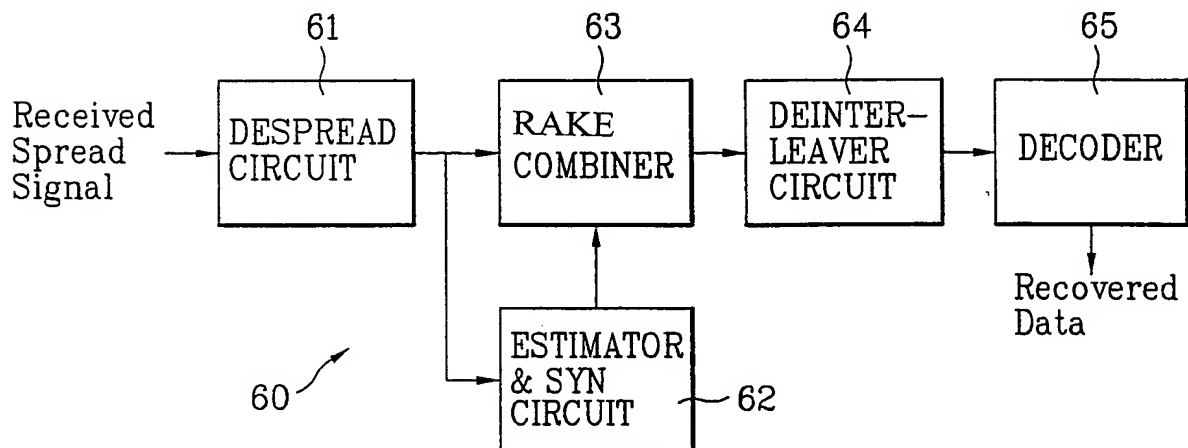 61
63
64
65
Received
Spread
Signal
DESPREAD
CIRCUIT
RAKE
COMBINER
DEINTER-
LEAVER
CIRCUIT
DECODER
Recovered
Data
ESTIMATOR
& SYN
CIRCUIT
60
62